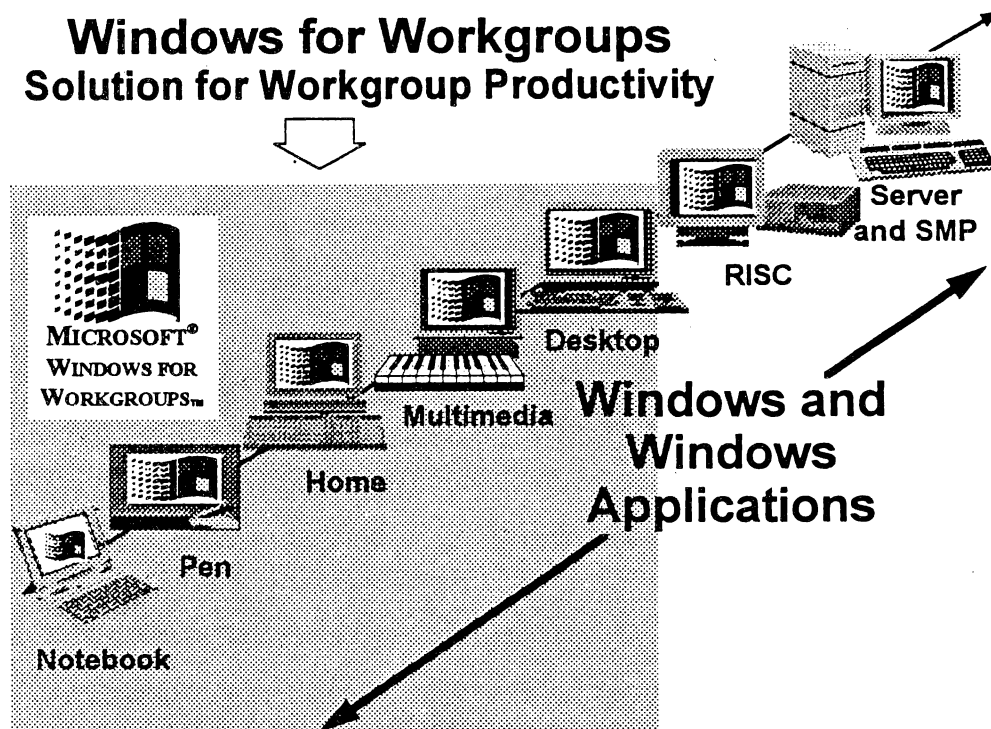 Windows for Workgroups
Solution for Workgroup Productivity
Server
and SMP
RISC
MICROSOFT®
WINDOWS FOR
WORKGROUPS™
Desktop
Multimedia
Windows and
Windows
Applications
Home
Pen
Notebook